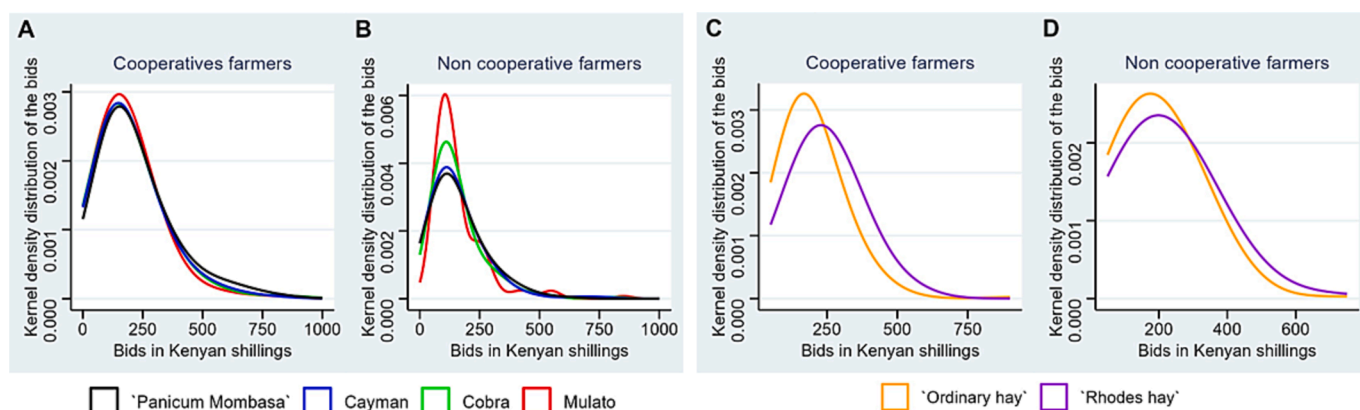 A
Cooperatives farmers
Kernel density distribution of the bids
0.003
0.002
0.001
0.000
0
250
500
750
1000
Bids in Kenyan shillings
B
Non cooperative farmers
Kernel density distribution of the bids
0.006
0.004
0.002
0.000
0
250
500
750
1000
Bids in Kenyan shillings
`Panicum Mombasa` Cayman Cobra Mulato
C
Cooperative farmers
Kernel density distribution of the bids
0.003
0.002
0.001
0.000
250
500
750
Bids in Kenyan shillings
D
Non cooperative farmers
Kernel density distribution of the bids
0.002
0.001
0.000
200
400
600
Bids in Kenyan shillings
`Ordinary hay` `Rhodes hay`